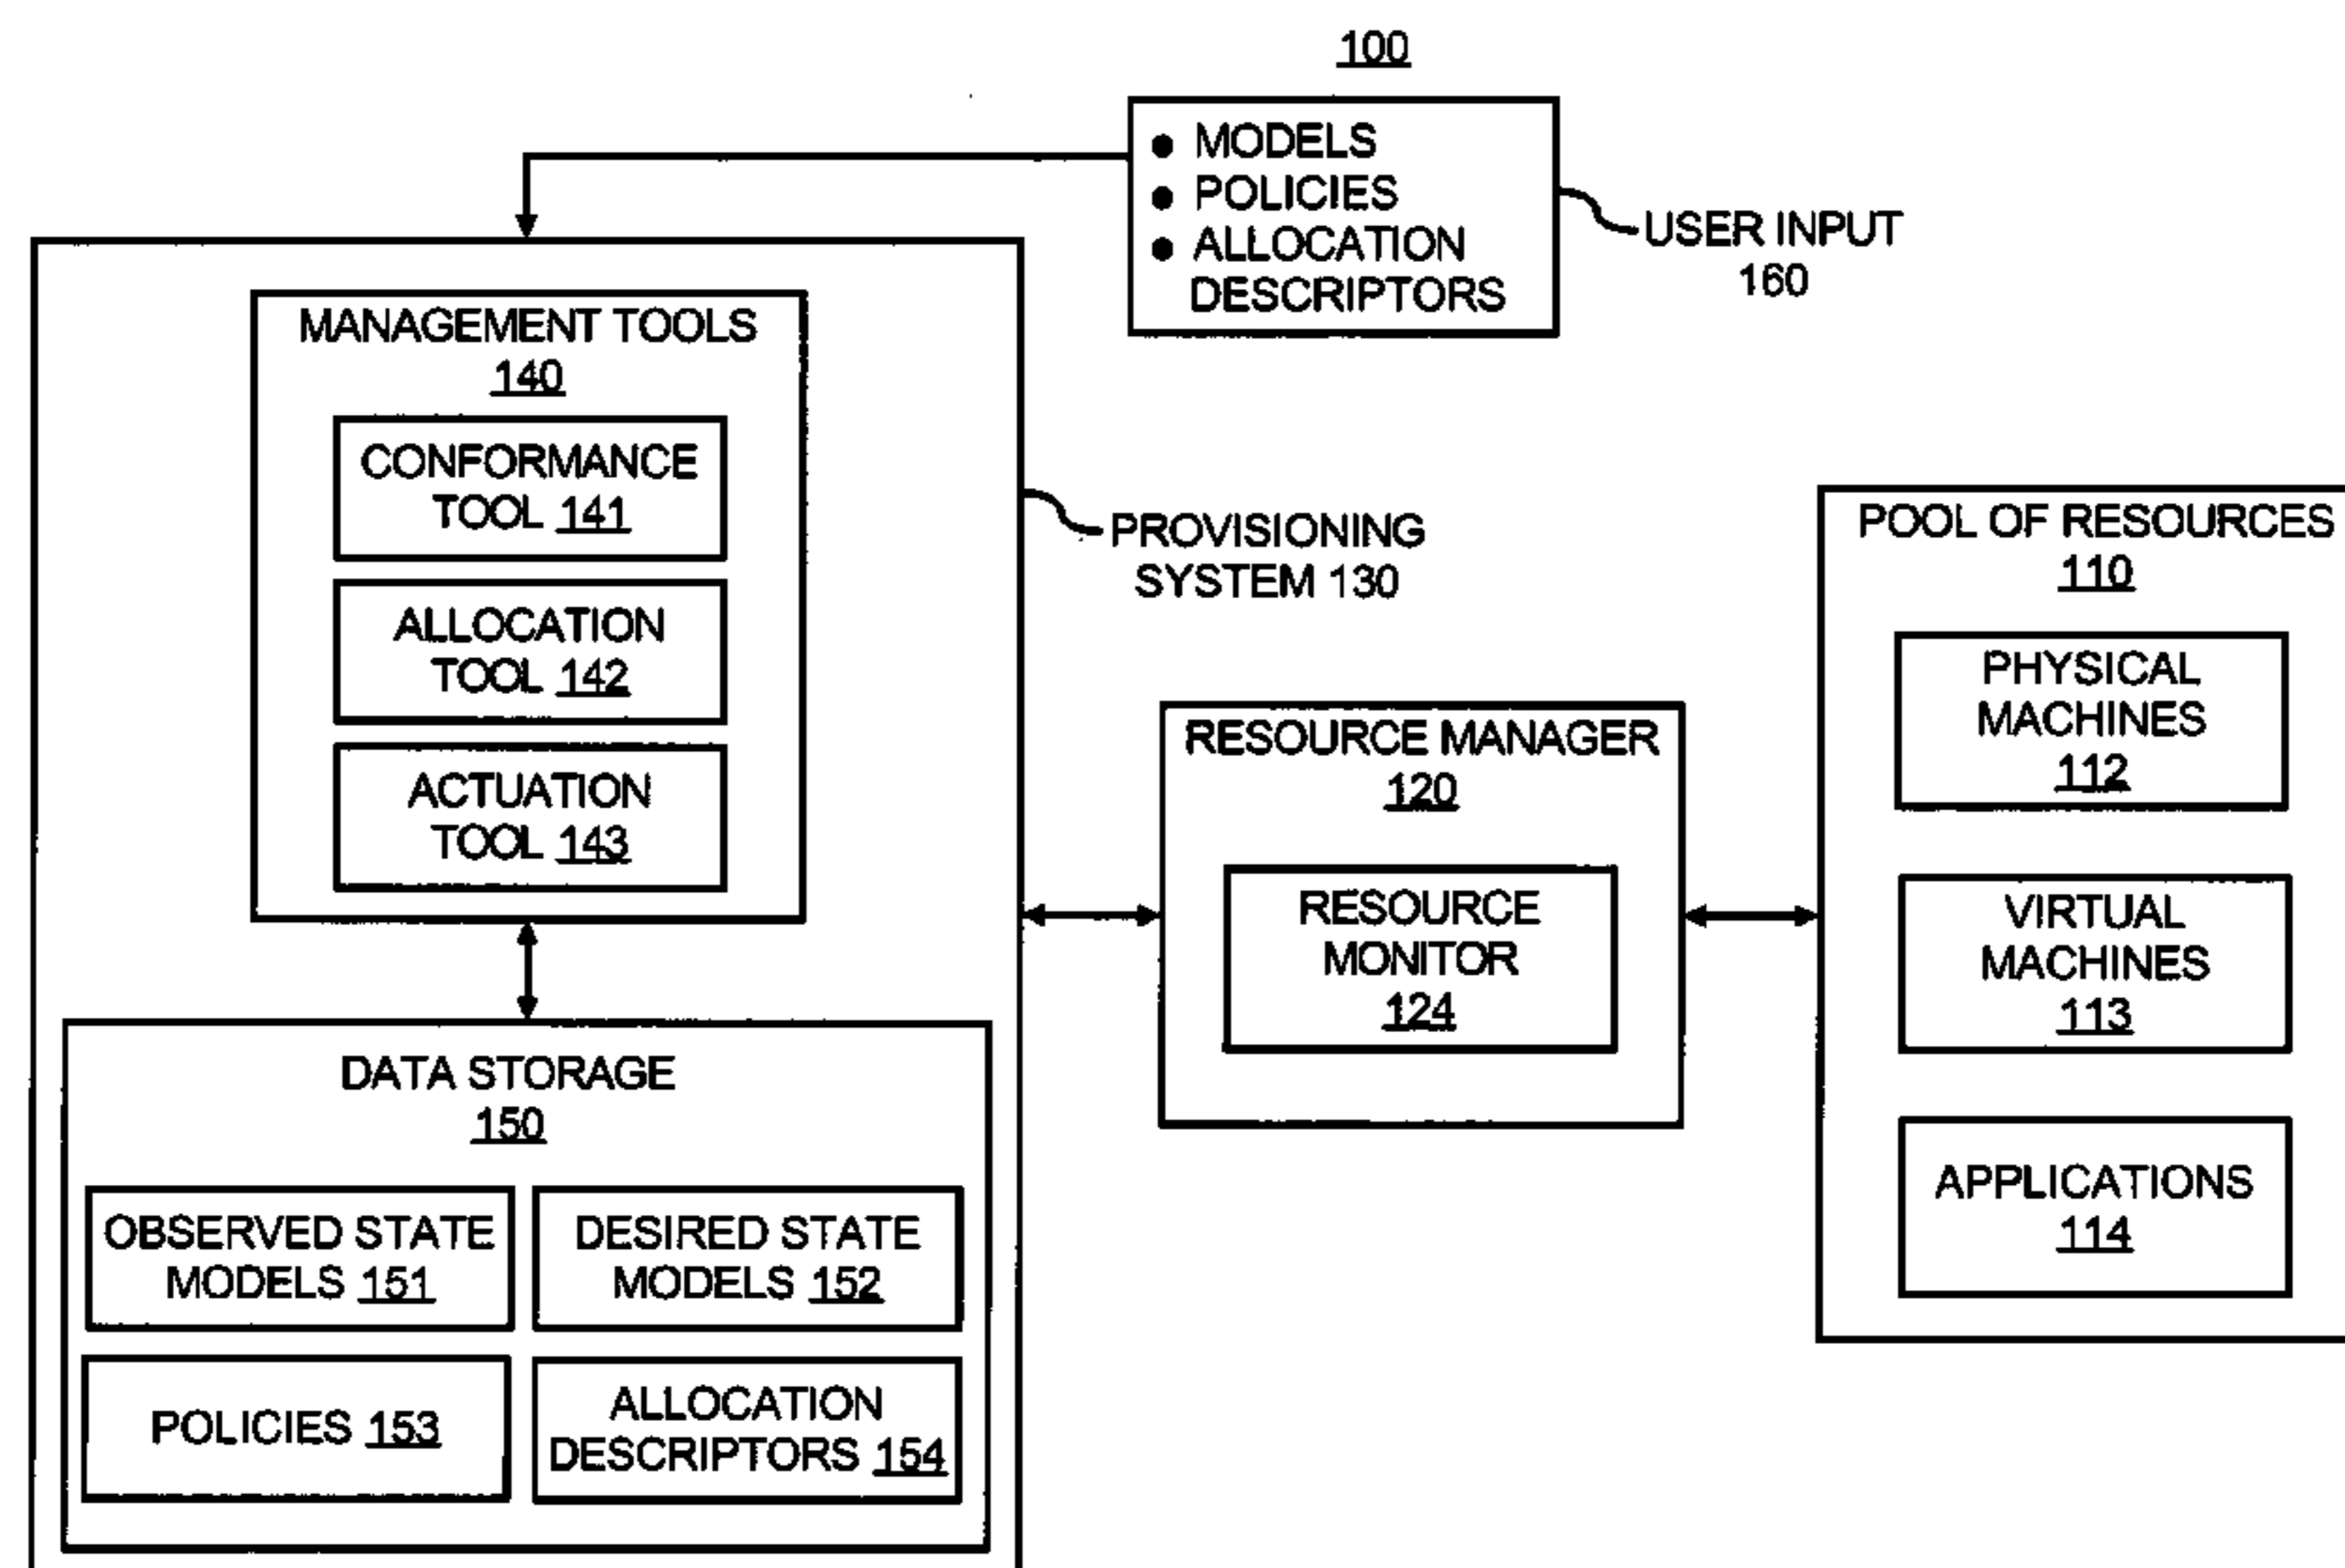 100
● MODELS
● POLICIES
● ALLOCATION
DESCRIPTORS
USER INPUT
160
MANAGEMENT TOOLS
140
CONFORMANCE
TOOL 141
ALLOCATION
TOOL 142
ACTUATION
TOOL 143
PROVISIONING
SYSTEM 130
DATA STORAGE
150
OBSERVED STATE
MODELS 151
DESIRED STATE
MODELS 152
POLICIES 153
ALLOCATION
DESCRIPTORS 154
RESOURCE MANAGER
120
RESOURCE
MONITOR
124
POOL OF RESOURCES
110
PHYSICAL
MACHINES
112
VIRTUAL
MACHINES
113
APPLICATIONS
114